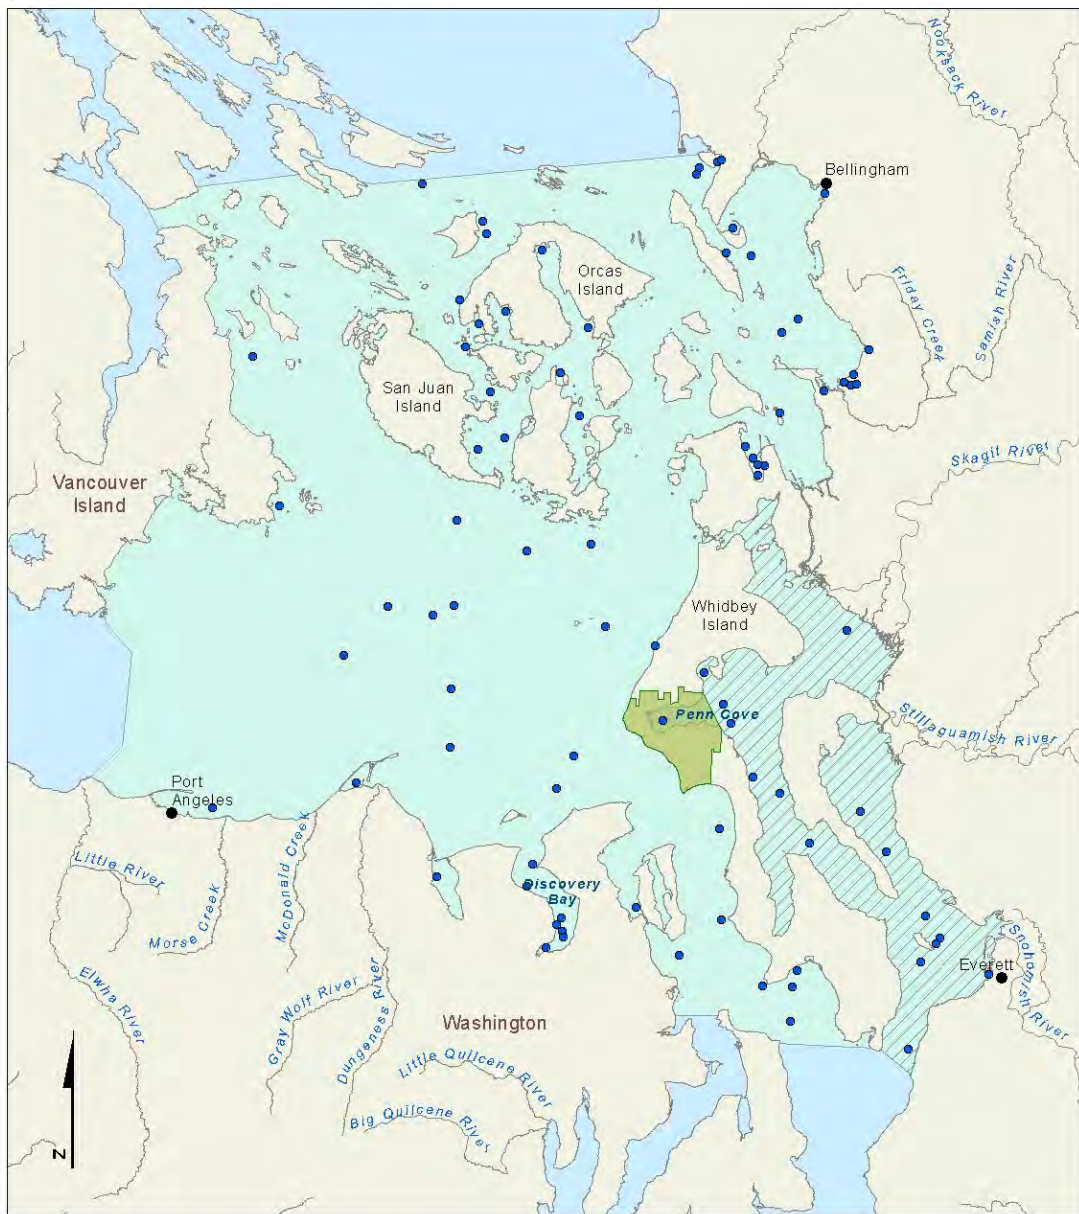 Nooksack River
Bellingham
Orcas
Island
Friday Creek
Samish River
San Juan
Island
Skagit River
Vancouver
Island
Whidbey
Island
Penn Cove
Stillaguamish River
Port
Angeles
Little River
McDonald Creek
Discovery
Bay
Morse Creek
Elwha River
Gray Wolf River
Dungeness River
Everett
Snohomish River
Washington
Little Quilcene River
Big Quilcene River
N